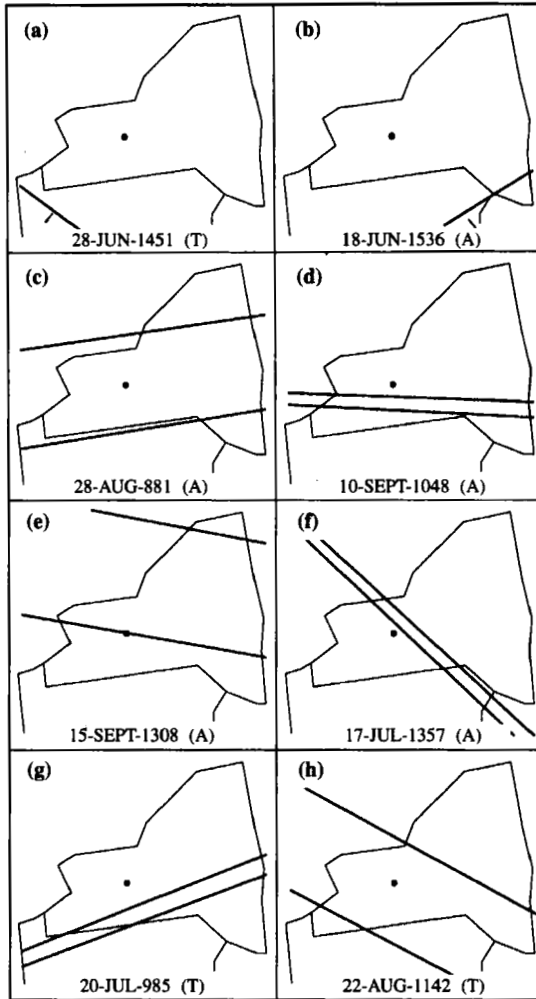 (a)
28-JUN-1451 (T)
(b)
18-JUN-1536 (A)
(c)
28-AUG-881 (A)
(d)
10-SEPT-1048 (A)
(e)
15-SEPT-1308 (A)
(f)
17-JUL-1357 (A)
(g)
20-JUL-985 (T)
(h)
22-AUG-1142 (T)